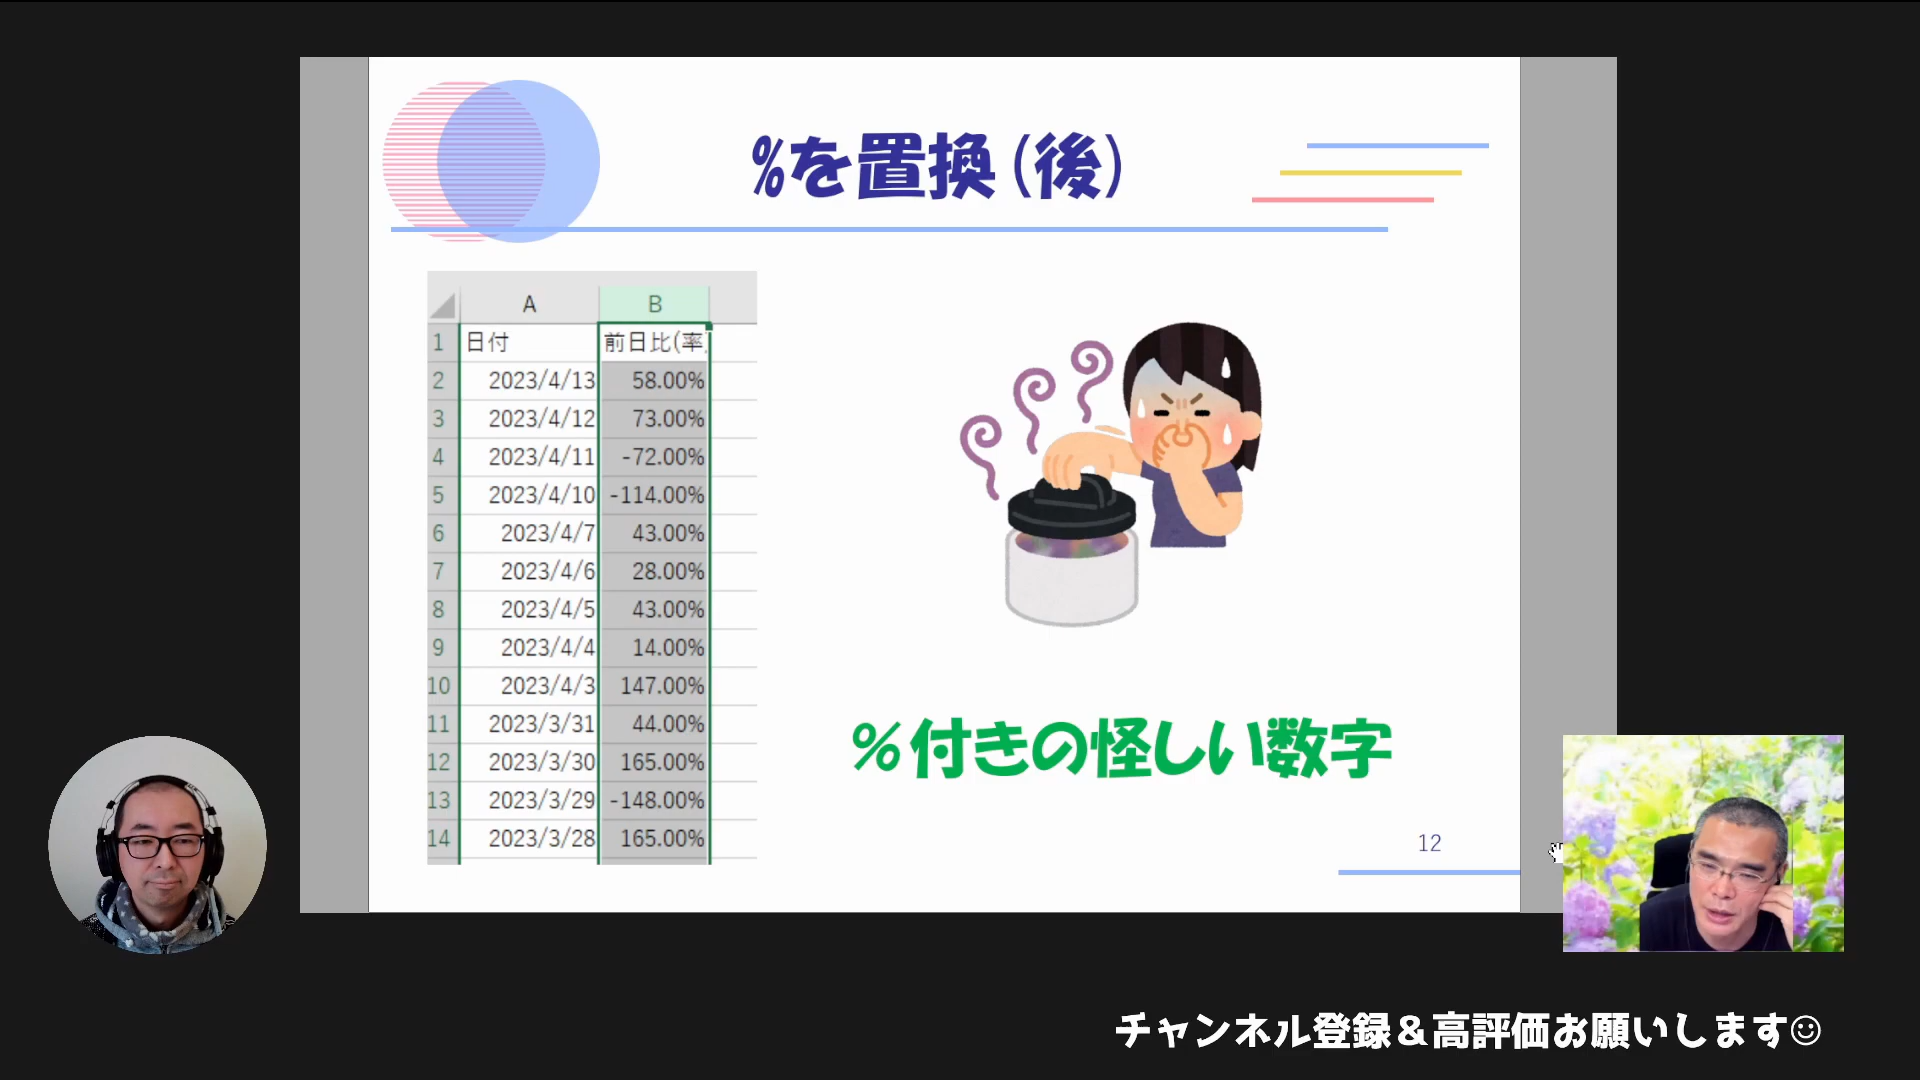 %を置換(後)
A B
1 日付 前日比(率)
2 2023/4/13 58.00%
3 2023/4/12 73.00%
4 2023/4/11 -72.00%
5 2023/4/10 -114.00%
6 2023/4/7 43.00%
7 2023/4/6 28.00%
8 2023/4/5 43.00%
9 2023/4/4 14.00%
10 2023/4/3 147.00%
11 2023/3/31 44.00%
12 2023/3/30 165.00%
13 2023/3/29 -148.00%
14 2023/3/28 165.00%
%付きの怪しい数字
12
チャンネル登録&高評価お願いします☺